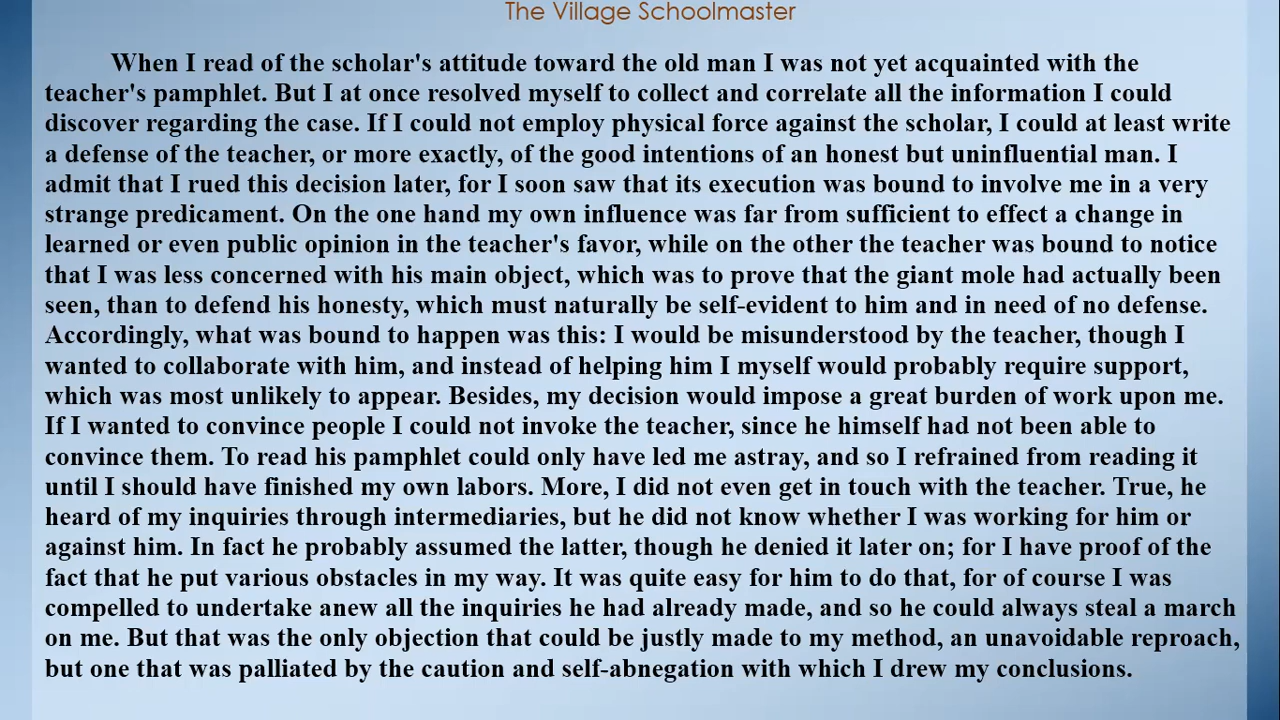 The Village Schoolmaster
When I read of the scholar's attitude toward the old man I was not yet acquainted with the
teacher's pamphlet. But I at once resolved myself to collect and correlate all the information I could
discover regarding the case. If I could not employ physical force against the scholar, I could at least write
a defense of the teacher, or more exactly, of the good intentions of an honest but uninfluential man. I
admit that I rued this decision later, for I soon saw that its execution was bound to involve me in a very
strange predicament. On the one hand my own influence was far from sufficient to effect a change in
learned or even public opinion in the teacher's favor, while on the other the teacher was bound to notice
that I was less concerned with his main object, which was to prove that the giant mole had actually been
seen, than to defend his honesty, which must naturally be self-evident to him and in need of no defense.
Accordingly, what was bound to happen was this: I would be misunderstood by the teacher, though I
wanted to collaborate with him, and instead of helping him I myself would probably require support,
which was most unlikely to appear. Besides, my decision would impose a great burden of work upon me.
If I wanted to convince people I could not invoke the teacher, since he himself had not been able to
convince them. To read his pamphlet could only have led me astray, and so I refrained from reading it
until I should have finished my own labors. More, I did not even get in touch with the teacher. True, he
heard of my inquiries through intermediaries, but he did not know whether I was working for him or
against him. In fact he probably assumed the latter, though he denied it later on; for I have proof of the
fact that he put various obstacles in my way. It was quite easy for him to do that, for of course I was
compelled to undertake anew all the inquiries he had already made, and so he could always steal a march
on me. But that was the only objection that could be justly made to my method, an unavoidable reproach,
but one that was palliated by the caution and self-abnegation with which I drew my conclusions.